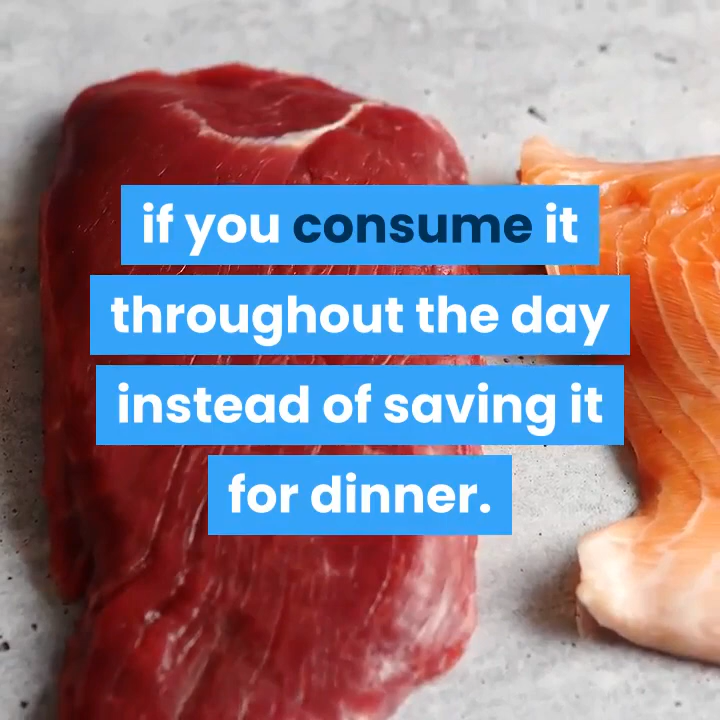 if you consume it
throughout the day
instead of saving it
for dinner.